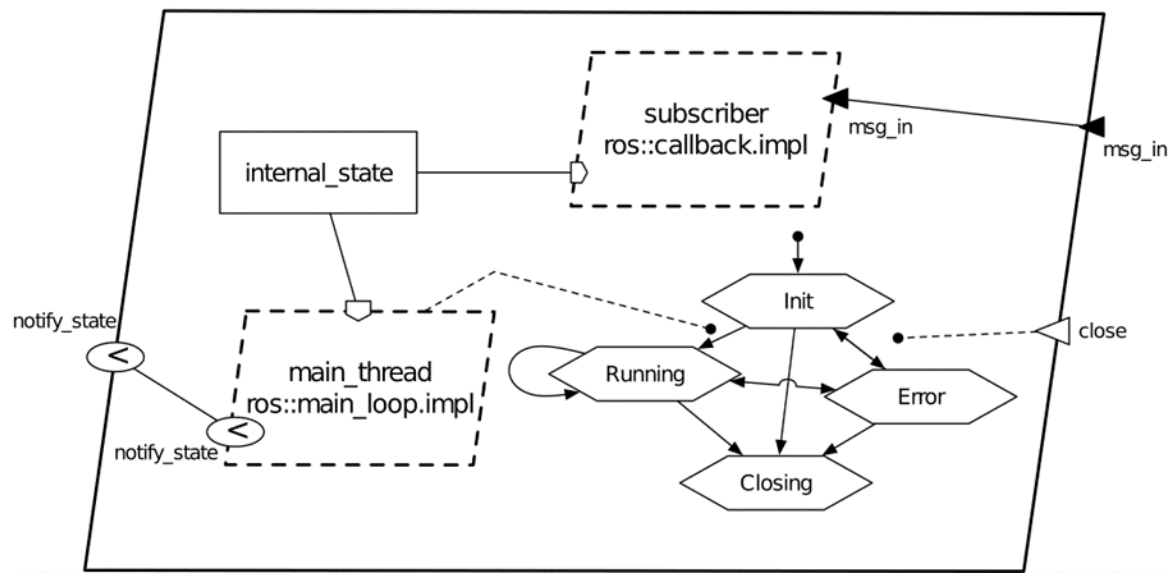 subscriber
ros::callback.impl
msg_in
msg_in
internal_state
Init
notify_state
close
main_thread
ros::main_loop.impl
Running
Error
notify_state
Closing